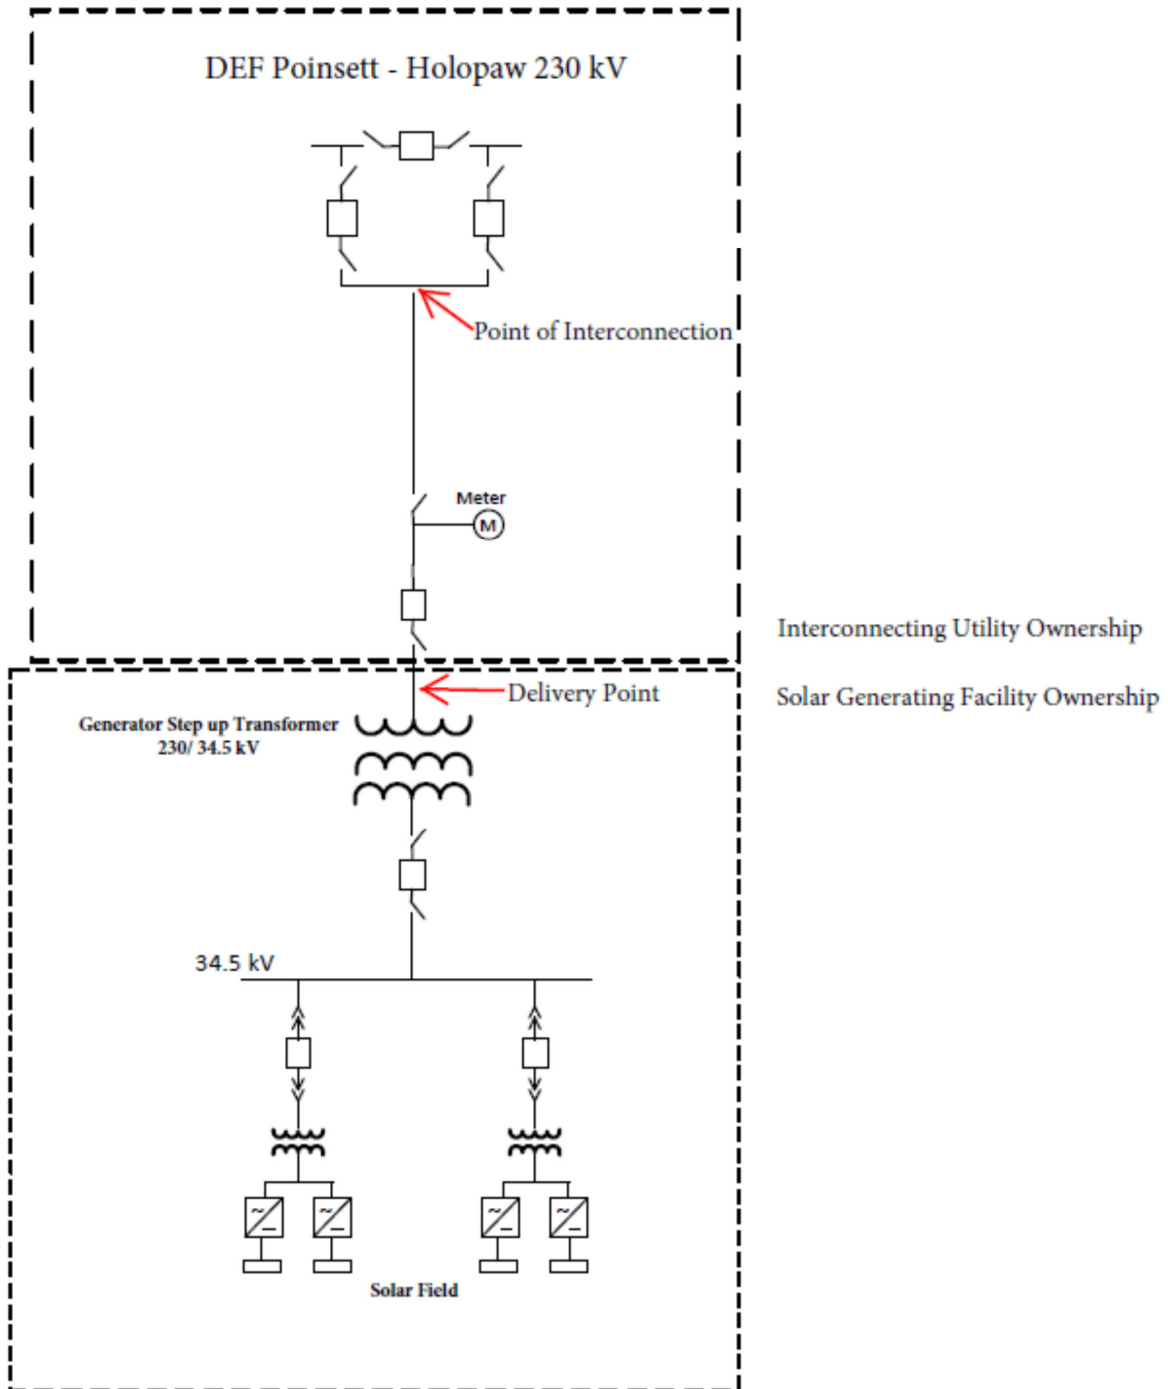 DEF Poinsett - Holopaw 230 kV
Point of Interconnection
Meter
M
Interconnecting Utility Ownership
Delivery Point
Solar Generating Facility Ownership
Generator Step up Transformer
230/ 34.5 kV
34.5 kV
Solar Field